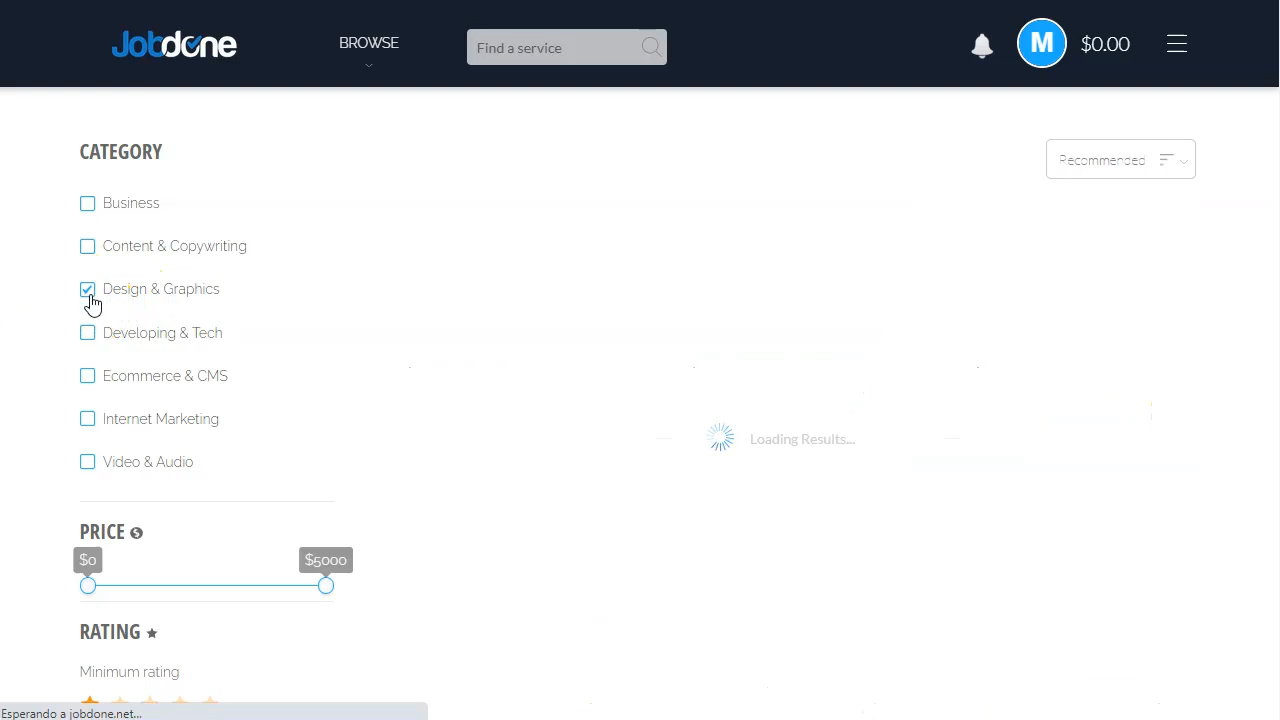 Jobdone
BROWSE
Find a service
M
$0.00
CATEGORY
Recommended
Business
Content & Copywriting
Design & Graphics
Developing & Tech
Ecommerce & CMS
Internet Marketing
Video & Audio
Loading Results...
PRICE
$0
$5000
RATING
Minimum rating
Esperando a jobdone.net...